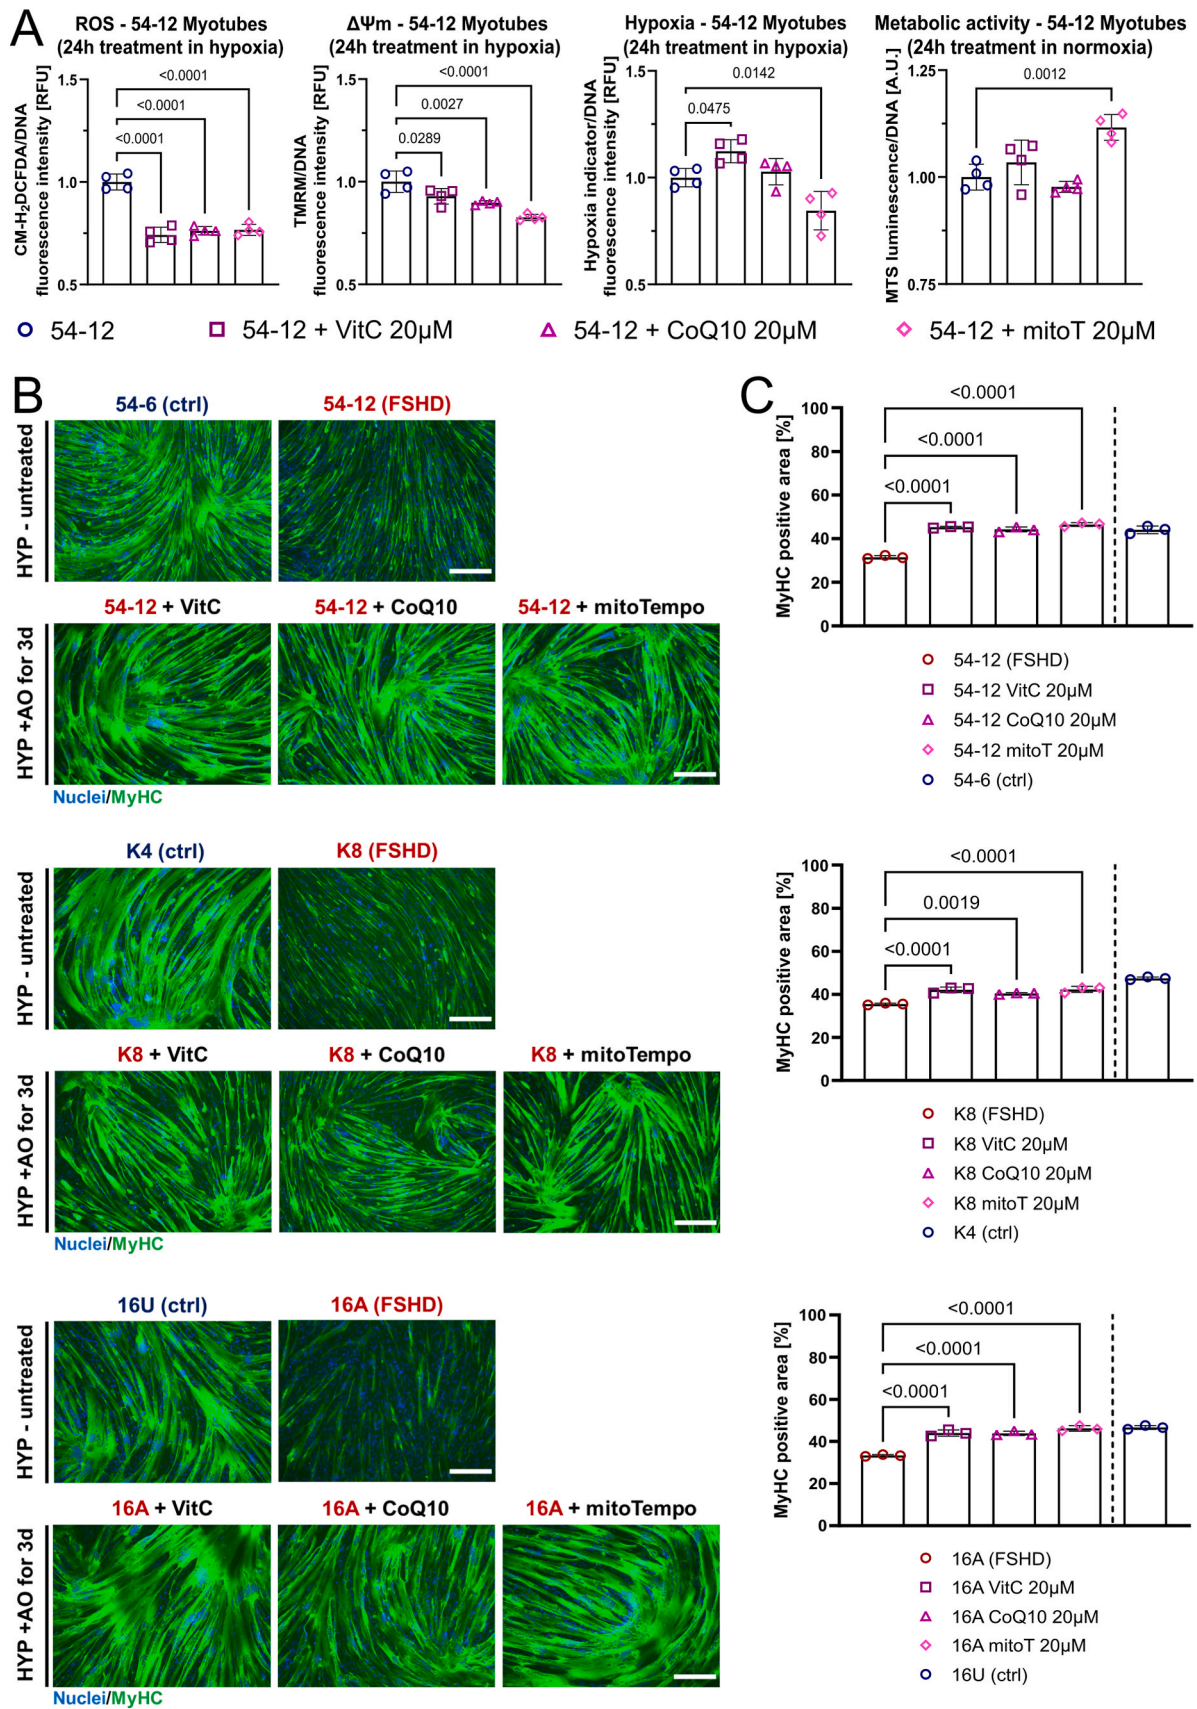 A
ROS - 54-12 Myotubes
(24h treatment in hypoxia)
CM-H₂DCFDA/DNA
fluorescence intensity [RFU]
1.5
1.0
0.5
<0.0001
<0.0001
<0.0001
ΔΨm - 54-12 Myotubes
(24h treatment in hypoxia)
TMRM/DNA
fluorescence intensity [RFU]
1.5
1.0
0.5
<0.0001
0.0027
0.0289
Hypoxia - 54-12 Myotubes
(24h treatment in hypoxia)
Hypoxia indicator/DNA
fluorescence intensity [RFU]
1.5
1.0
0.5
0.0142
0.0475
Metabolic activity - 54-12 Myotubes
(24h treatment in normoxia)
MTS luminescence/DNA [A.U.]
1.25
1.00
0.75
0.0012
54-12
54-12 + VitC 20µM
54-12 + CoQ10 20µM
54-12 + mitoT 20µM
B
HYP - untreated
54-6 (ctrl)
54-12 (FSHD)
HYP +AO for 3d
54-12 + VitC
54-12 + CoQ10
54-12 + mitoTempo
Nuclei/MyHC
HYP - untreated
K4 (ctrl)
K8 (FSHD)
HYP +AO for 3d
K8 + VitC
K8 + CoQ10
K8 + mitoTempo
Nuclei/MyHC
HYP - untreated
16U (ctrl)
16A (FSHD)
HYP +AO for 3d
16A + VitC
16A + CoQ10
16A + mitoTempo
Nuclei/MyHC
C
MyHC positive area [%]
100
80
60
40
20
0
<0.0001
<0.0001
<0.0001
54-12 (FSHD)
54-12 VitC 20µM
54-12 CoQ10 20µM
54-12 mitoT 20µM
54-6 (ctrl)
MyHC positive area [%]
100
80
60
40
20
0
<0.0001
0.0019
<0.0001
K8 (FSHD)
K8 VitC 20µM
K8 CoQ10 20µM
K8 mitoT 20µM
K4 (ctrl)
MyHC positive area [%]
100
80
60
40
20
0
<0.0001
<0.0001
<0.0001
16A (FSHD)
16A VitC 20µM
16A CoQ10 20µM
16A mitoT 20µM
16U (ctrl)